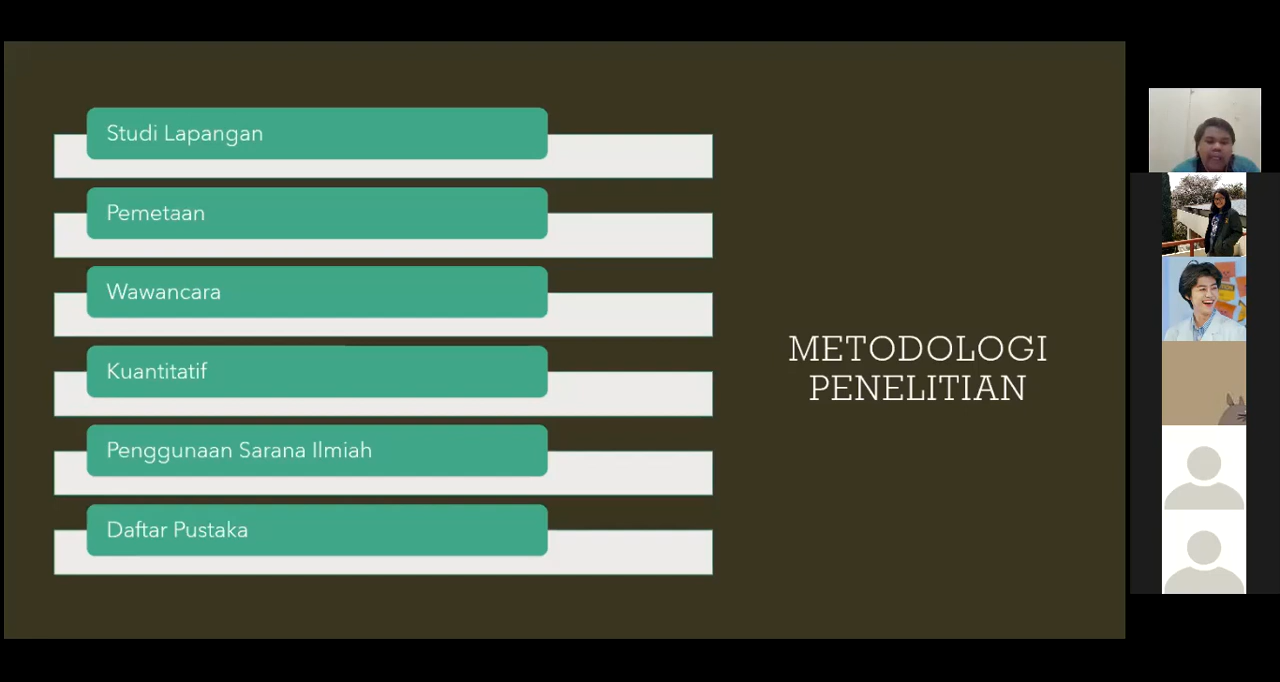 Studi Lapangan
Pemetaan
Wawancara
Kuantitatif
Penggunaan Sarana Ilmiah
Daftar Pustaka
METODOLOGI
PENELITIAN